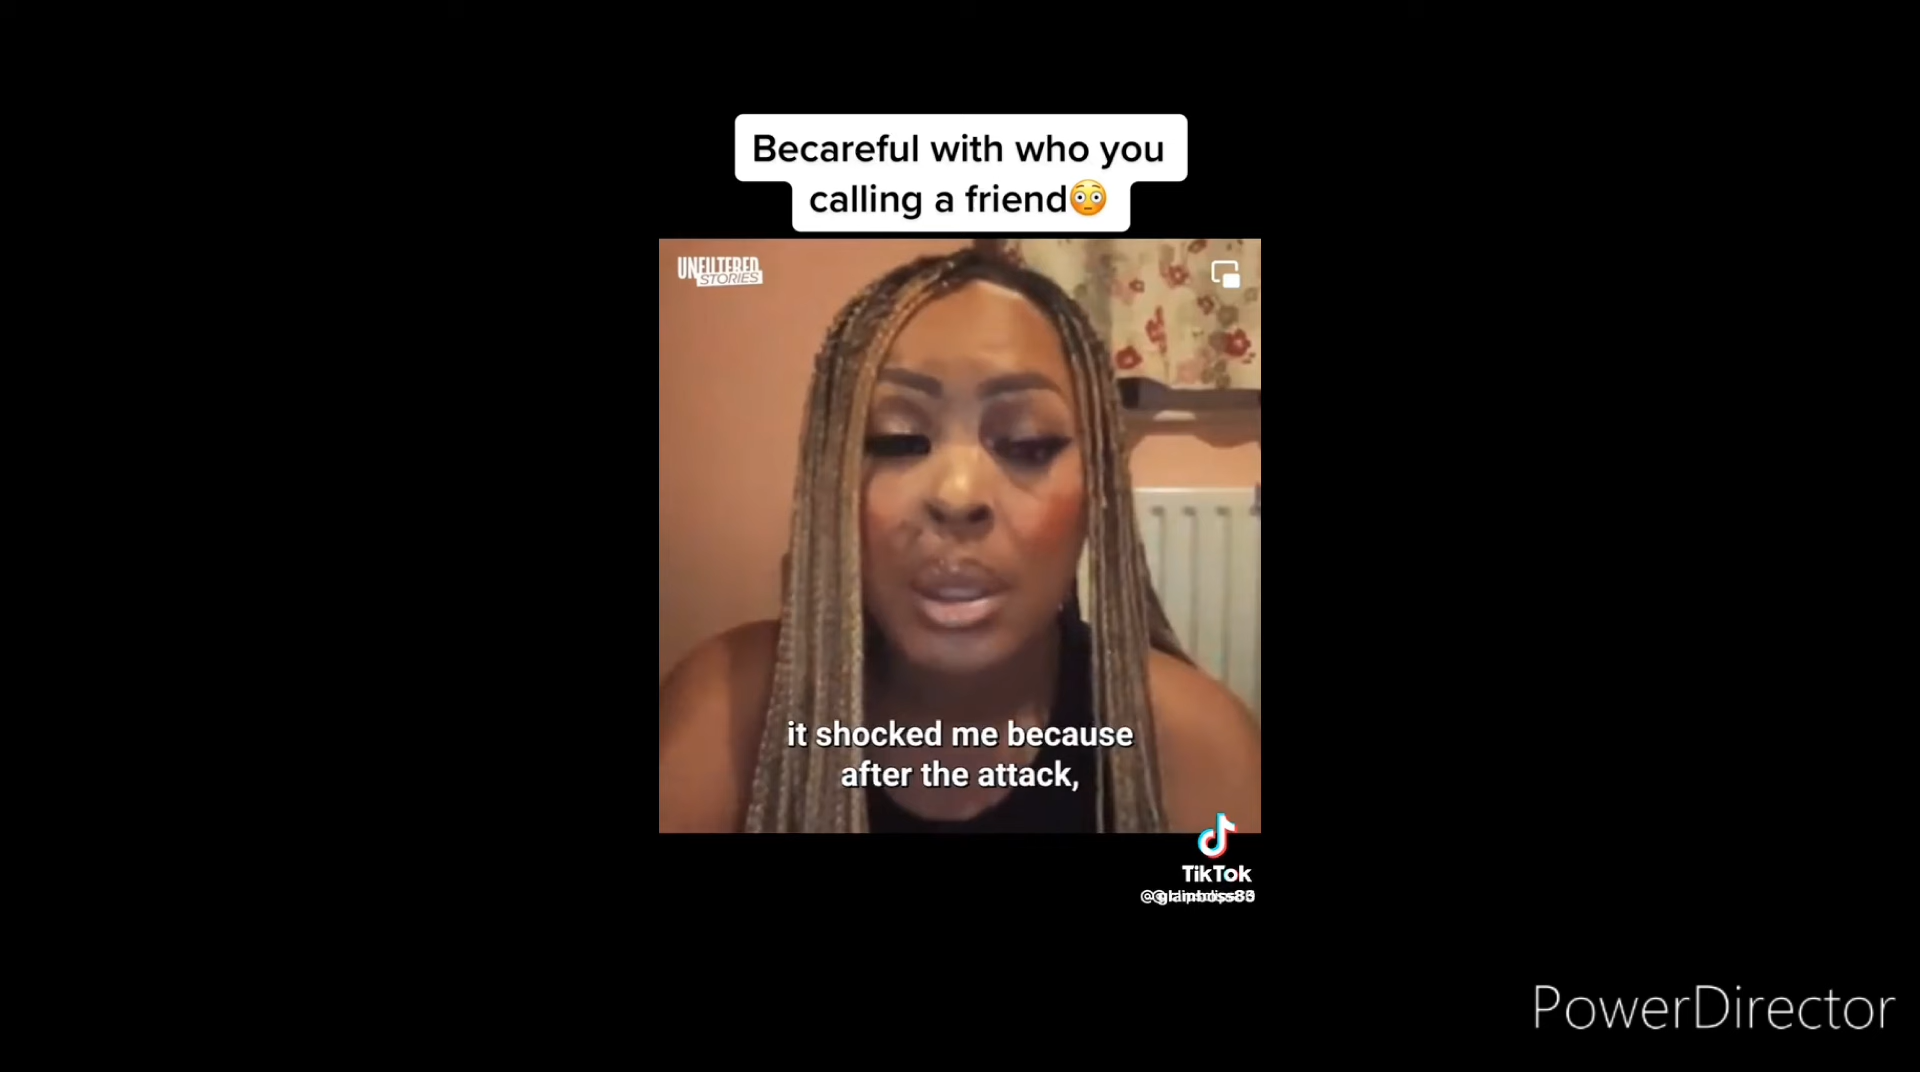 Becareful with who you
calling a friend😳
UNFILTERED
STORIES
it shocked me because
after the attack,
TikTok
PowerDirector